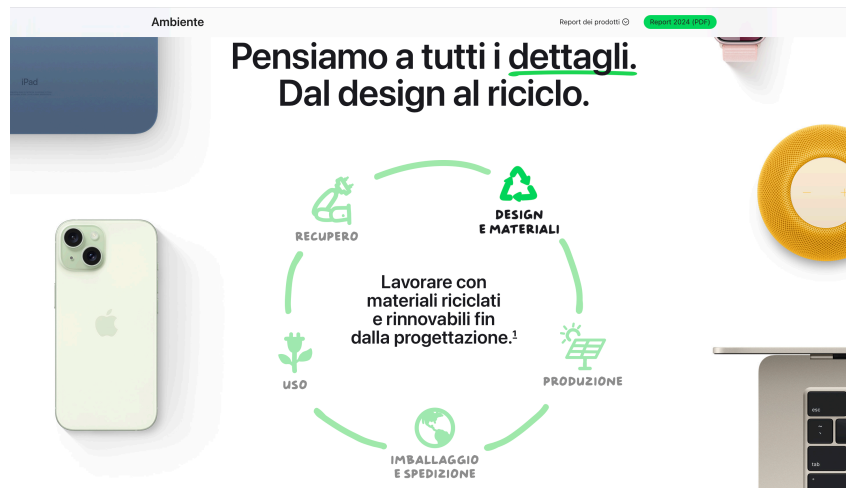 Ambiente
Report dei prodotti
Report 2024 (PDF)
Pensiamo a tutti i dettagli.
Dal design al riciclo.
iPad
RECUPERO
DESIGN
E MATERIALI
Lavorare con
materiali riciclati
e rinnovabili fin
dalla progettazione.¹
USO
PRODUZIONE
IMBALLAGGIO
E SPEDIZIONE
esc
tab